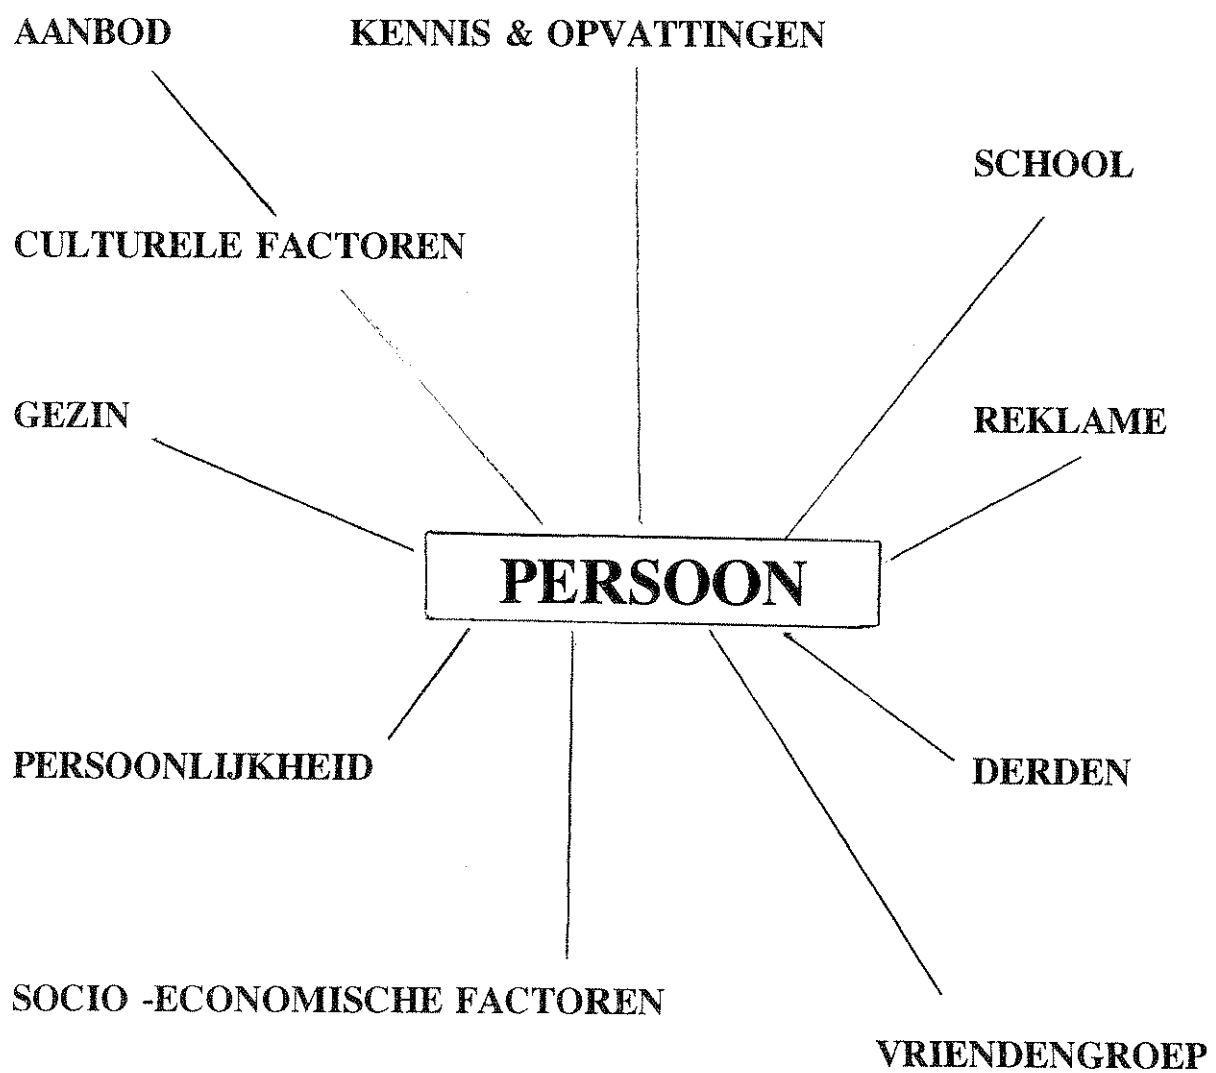 AANBOD
KENNIS & OPVATTINGEN
SCHOOL
CULTURELE FACTOREN
GEZIN
REKLAME
PERSOON
PERSOONLIJKHEID
DERDEN
SOCIO -ECONOMISCHE FACTOREN
VRIENDENGROEP